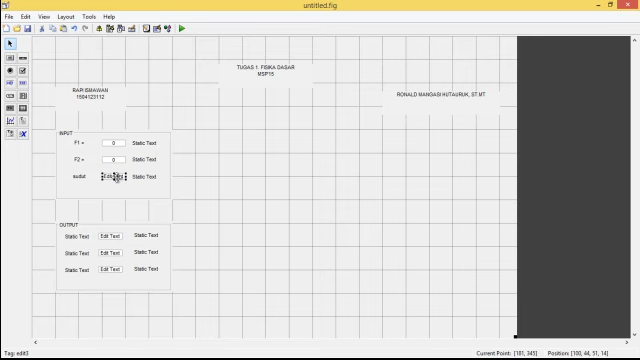 untitled.fig
File Edit View Layout Tools Help
TUGAS 1. FISIKA DASAR
MSP15
RAPI ISMAWAN
1504123112
RONALD MANGASI HUTAURUK, ST.MT
INPUT
F1 = 0 Static Text
F2 = 0 Static Text
sudut Edit Static Text
OUTPUT
Static Text Edit Text Static Text
Static Text Edit Text Static Text
Static Text Edit Text Static Text
Tag: edit3 Current Point: [181, 345] Position: [100, 44, 51, 14]